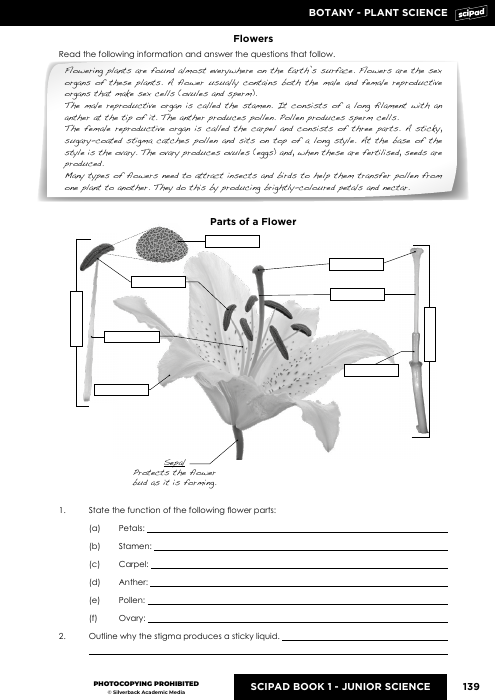 BOTANY - PLANT SCIENCE scipad
Flowers
Read the following information and answer the questions that follow.
Flowering plants are found almost everywhere on the Earth's surface. Flowers are the sex
organs of these plants. A flower usually contains both the male and female reproductive
organs that make sex cells (ovules and sperm).
The male reproductive organ is called the stamen. It consists of a long filament with an
anther at the tip of it. The anther produces pollen. Pollen produces sperm cells.
The female reproductive organ is called the carpel and consists of three parts. A sticky,
sugary-coated stigma catches pollen and sits on top of a long style. At the base of the
style is the ovary. The ovary produces ovules (eggs) and, when these are fertilised, seeds are
produced.
Many types of flowers need to attract insects and birds to help them transfer pollen from
one plant to another. They do this by producing brightly-coloured petals and nectar.
Parts of a Flower
Sepal
Protects the flower
bud as it is forming.
1. State the function of the following flower parts:
(a) Petals:
(b) Stamen:
(c) Carpel:
(d) Anther:
(e) Pollen:
(f) Ovary:
2. Outline why the stigma produces a sticky liquid.
PHOTOCOPYING PROHIBITED
© Silverback Academic Media
SCIPAD BOOK 1 - JUNIOR SCIENCE
139